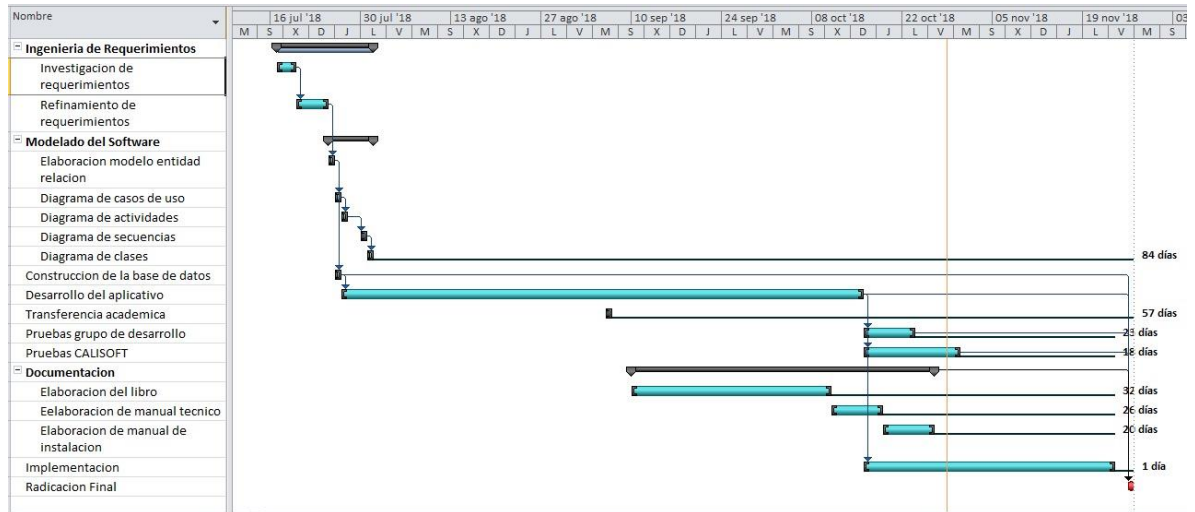 Nombre
16 jul '18 30 jul '18 13 ago '18 27 ago '18 10 sep '18 24 sep '18 08 oct '18 22 oct '18 05 nov '18 19 nov '18 03
M S X D J L V M S X D J L V M S X D J L V M S X D J L V M S X D J L V M S
Ingenieria de Requerimientos
Investigacion de
requerimientos
Refinamiento de
requerimientos
Modelado del Software
Elaboracion modelo entidad
relacion
Diagrama de casos de uso
Diagrama de actividades
Diagrama de secuencias
Diagrama de clases 84 días
Construccion de la base de datos
Desarrollo del aplicativo
Transferencia academica 57 días
Pruebas grupo de desarrollo 23 días
Pruebas CALISOFT 18 días
Documentacion
Elaboracion del libro 32 días
Eelaboracion de manual tecnico 26 días
Elaboracion de manual de 20 días
instalacion
Implementacion 1 día
Radicacion Final